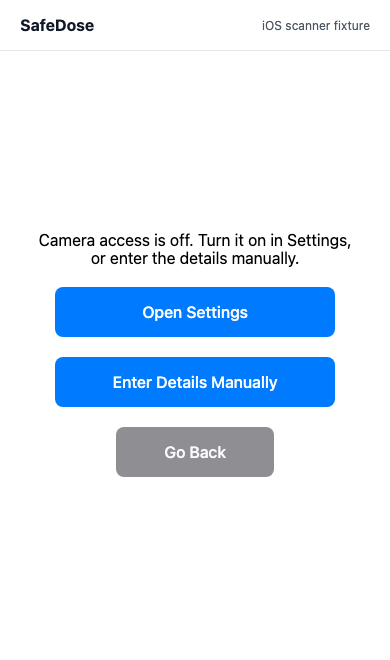 SafeDose
iOS scanner fixture
Camera access is off. Turn it on in Settings,
or enter the details manually.
Open Settings
Enter Details Manually
Go Back